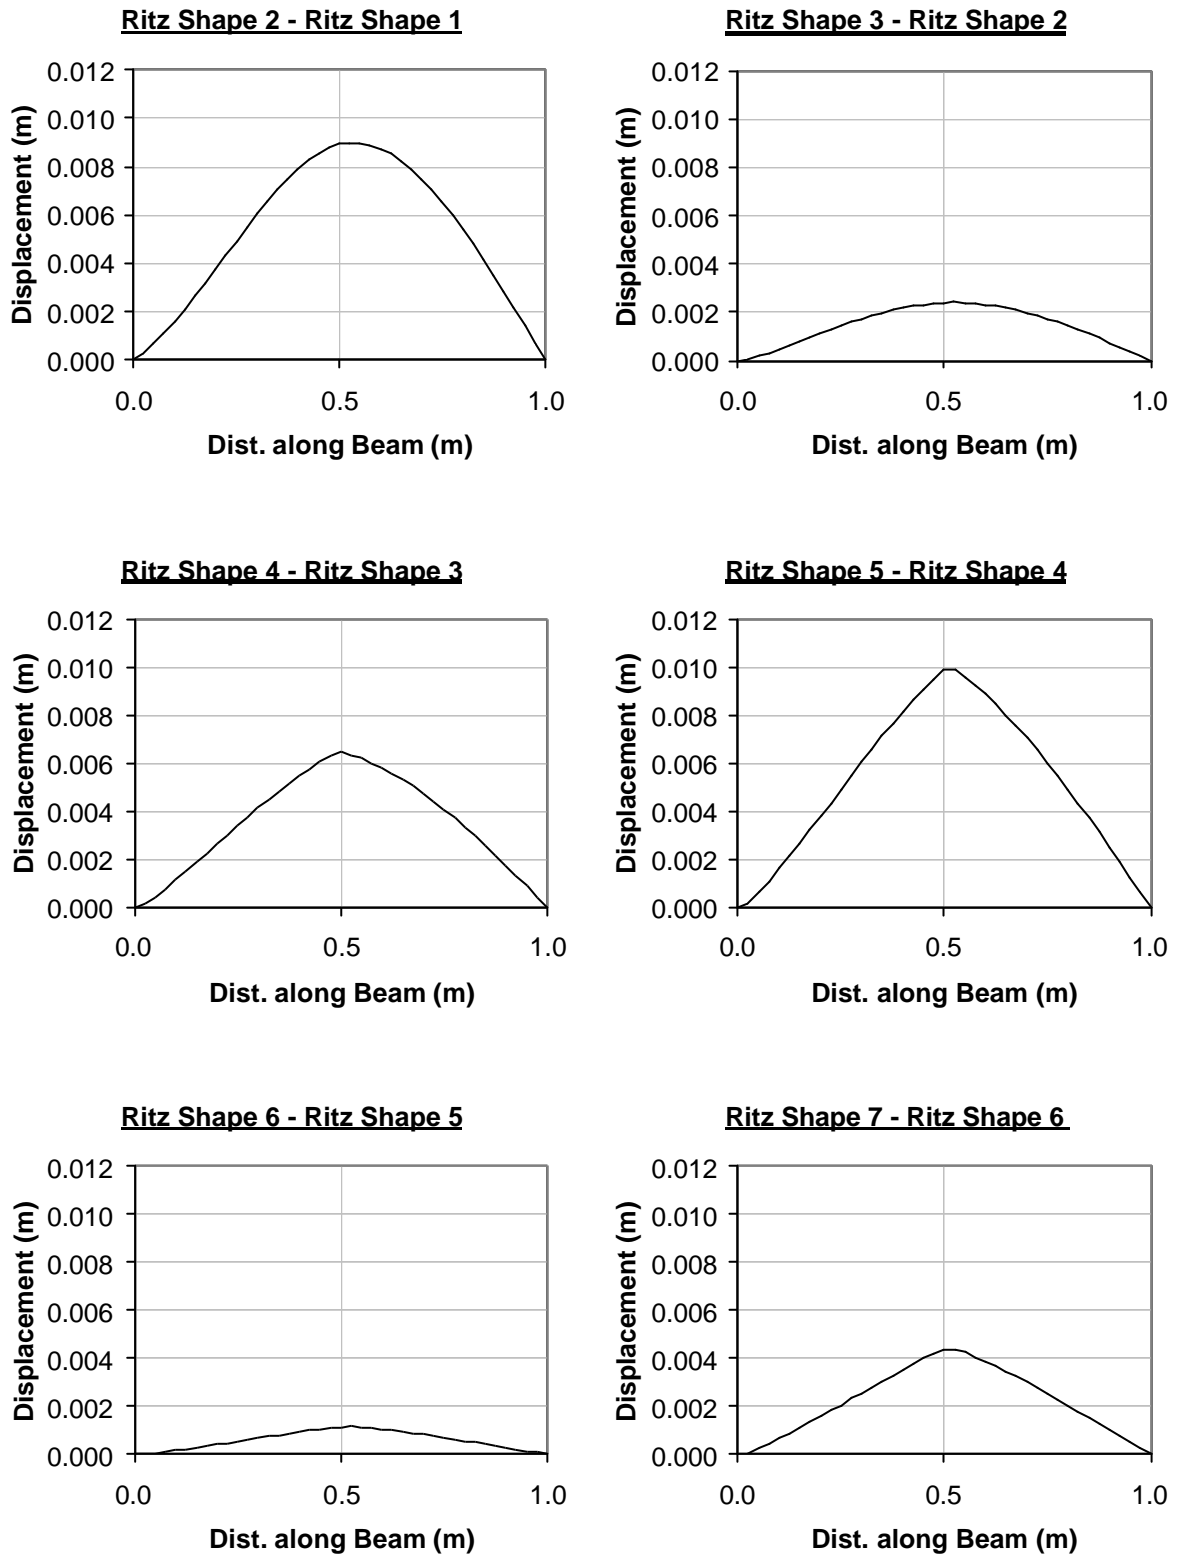 Ritz Shape 2 - Ritz Shape 1
0.012
0.010
0.008
0.006
0.004
0.002
0.000
Displacement (m)
0.0 0.5 1.0
Dist. along Beam (m)
Ritz Shape 3 - Ritz Shape 2
0.012
0.010
0.008
0.006
0.004
0.002
0.000
Displacement (m)
0.0 0.5 1.0
Dist. along Beam (m)
Ritz Shape 4 - Ritz Shape 3
0.012
0.010
0.008
0.006
0.004
0.002
0.000
Displacement (m)
0.0 0.5 1.0
Dist. along Beam (m)
Ritz Shape 5 - Ritz Shape 4
0.012
0.010
0.008
0.006
0.004
0.002
0.000
Displacement (m)
0.0 0.5 1.0
Dist. along Beam (m)
Ritz Shape 6 - Ritz Shape 5
0.012
0.010
0.008
0.006
0.004
0.002
0.000
Displacement (m)
0.0 0.5 1.0
Dist. along Beam (m)
Ritz Shape 7 - Ritz Shape 6
0.012
0.010
0.008
0.006
0.004
0.002
0.000
Displacement (m)
0.0 0.5 1.0
Dist. along Beam (m)